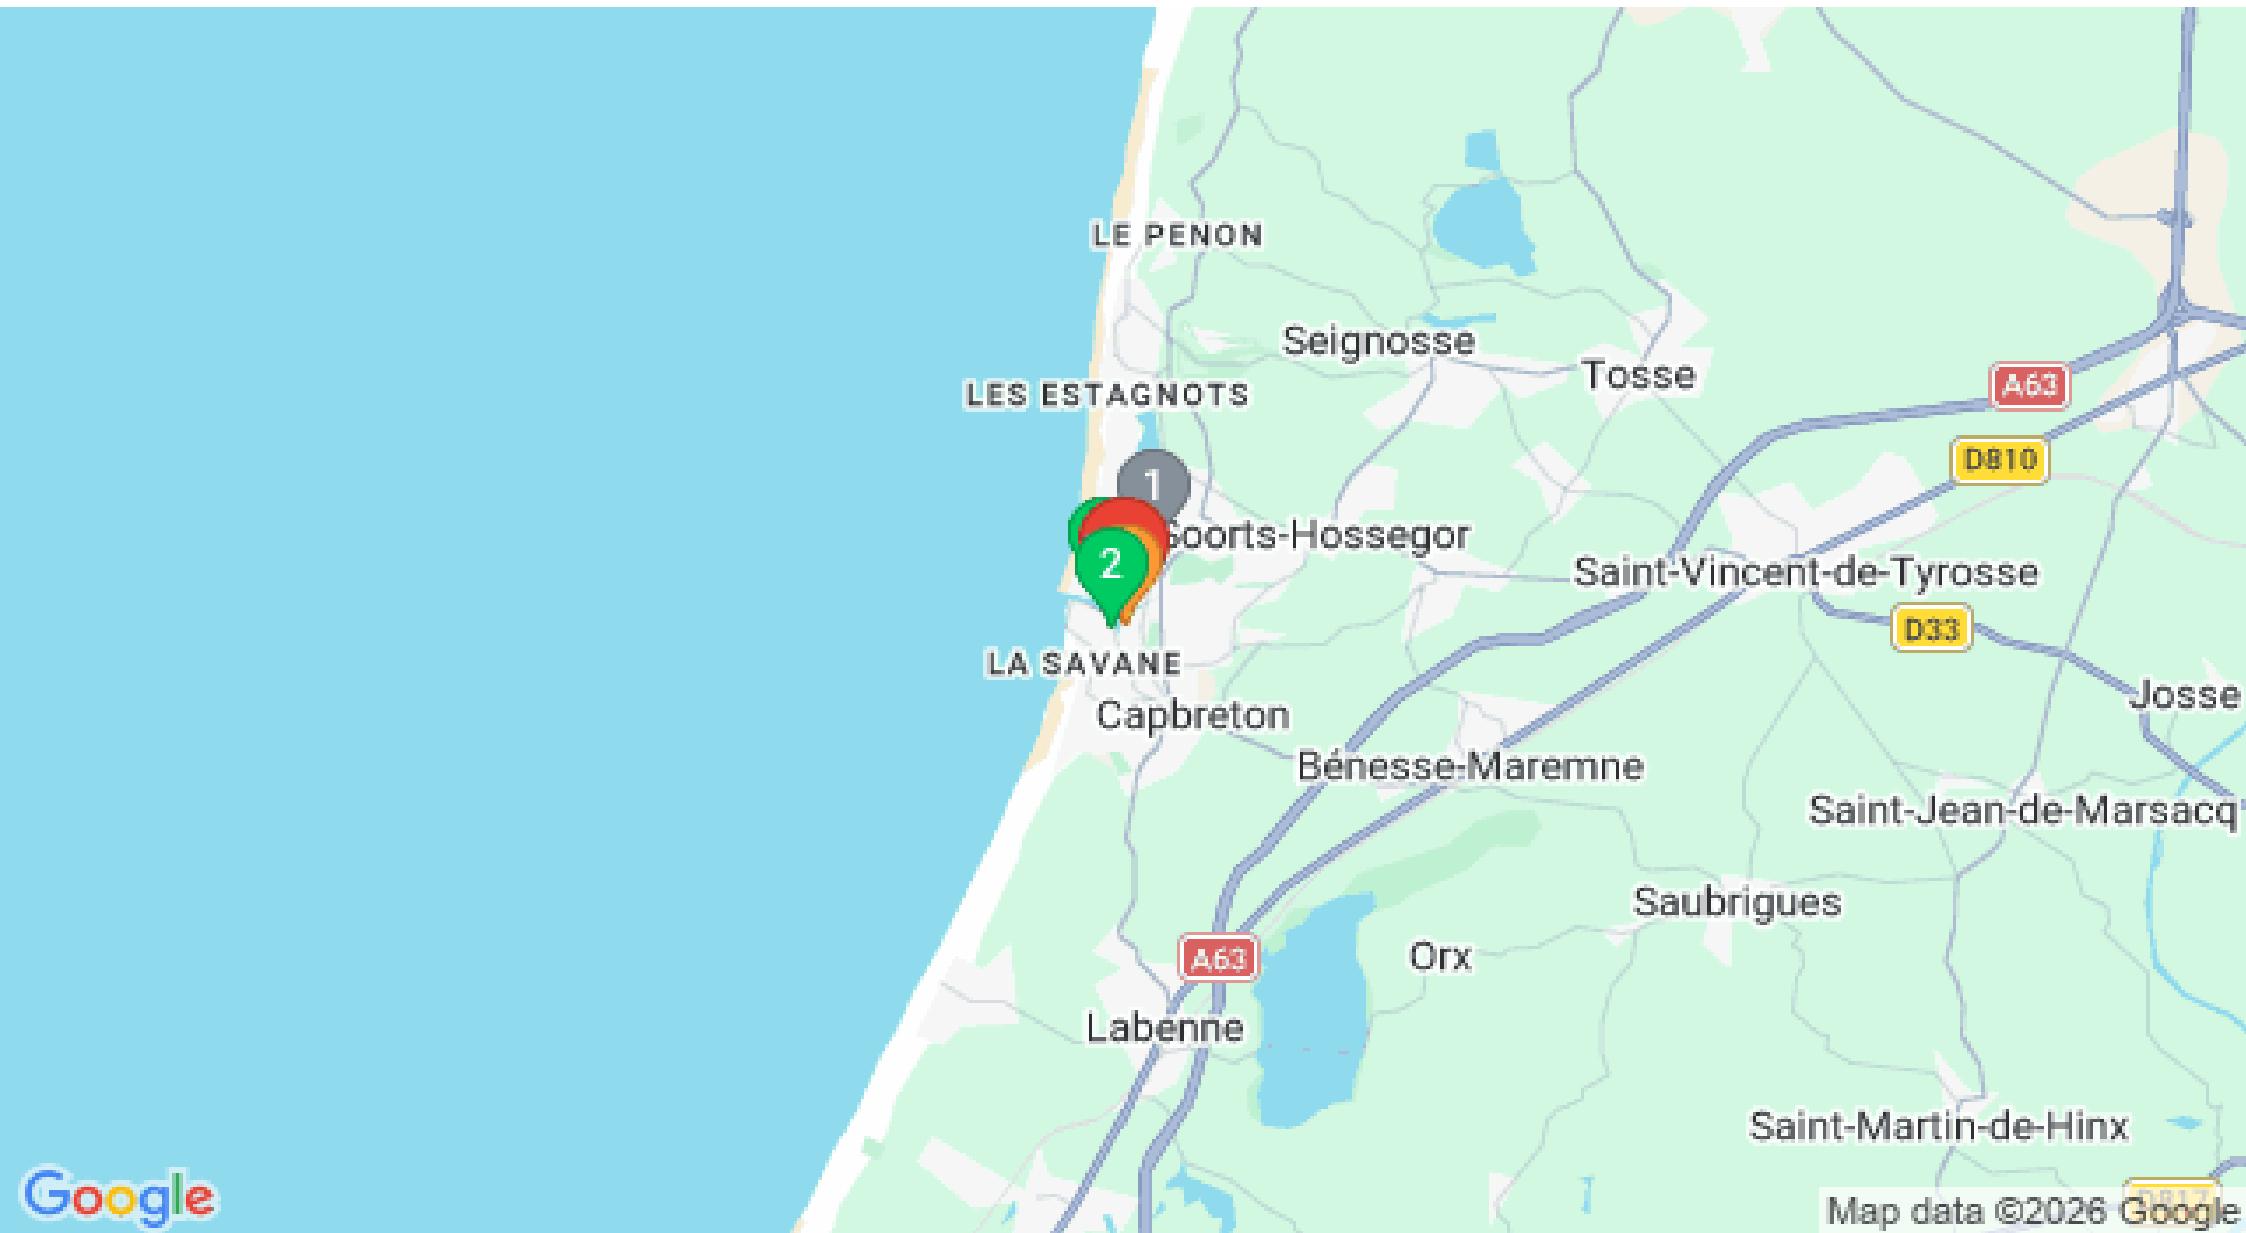 LE PENON
Seignosse
Tosse
A63
LES ESTAGNOTS
D810
1
Soorts-Hossegor
2
Saint-Vincent-de-Tyrosse
D33
LA SAVANE
Josse
Capbreton
Bénesse-Maremne
Saint-Jean-de-Marsacq
Saubrigues
A63
Orx
Labenne
Saint-Martin-de-Hinx
D817
Google
Map data ©2026 Google